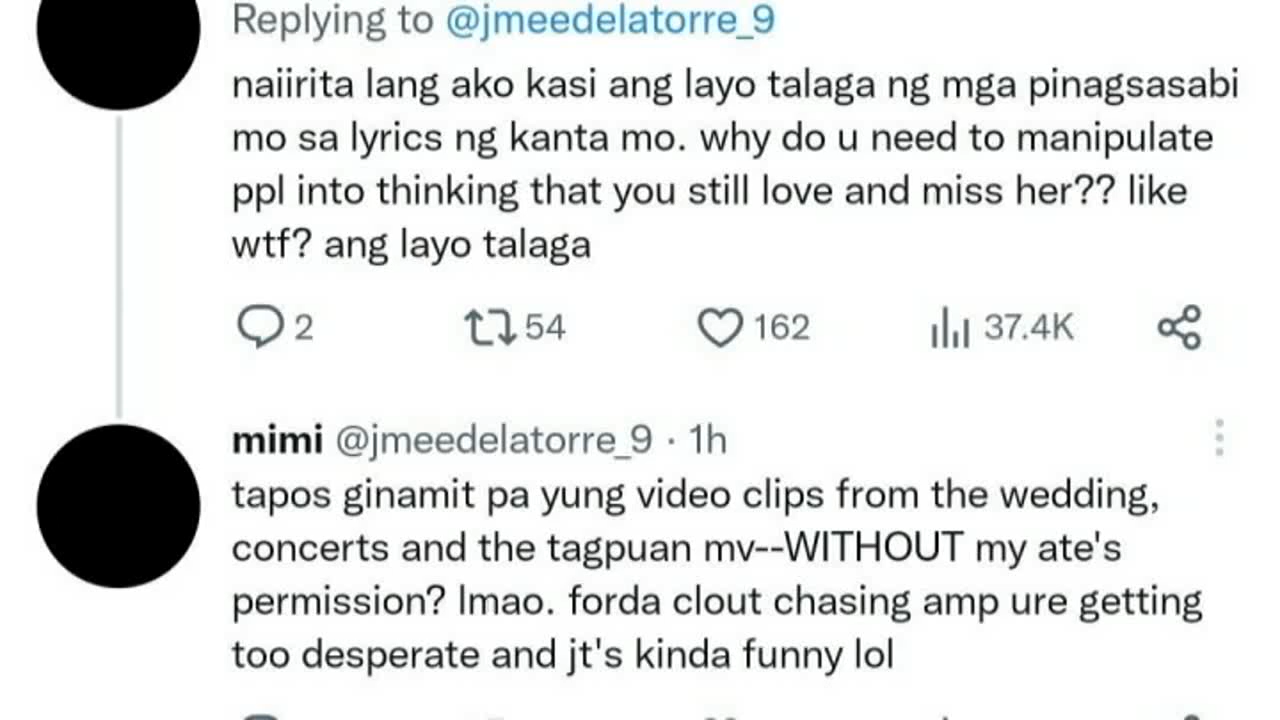 Replying to @jmeedelatorre_9
naiirita lang ako kasi ang layo talaga ng mga pinagsasabi
mo sa lyrics ng kanta mo. why do u need to manipulate
ppl into thinking that you still love and miss her?? like
wtf? ang layo talaga
2 54 162 37.4K
mimi @jmeedelatorre_9 · 1h
tapos ginamit pa yung video clips from the wedding,
concerts and the tagpuan mv--WITHOUT my ate's
permission? lmao. forda clout chasing amp ure getting
too desperate and jt's kinda funny lol